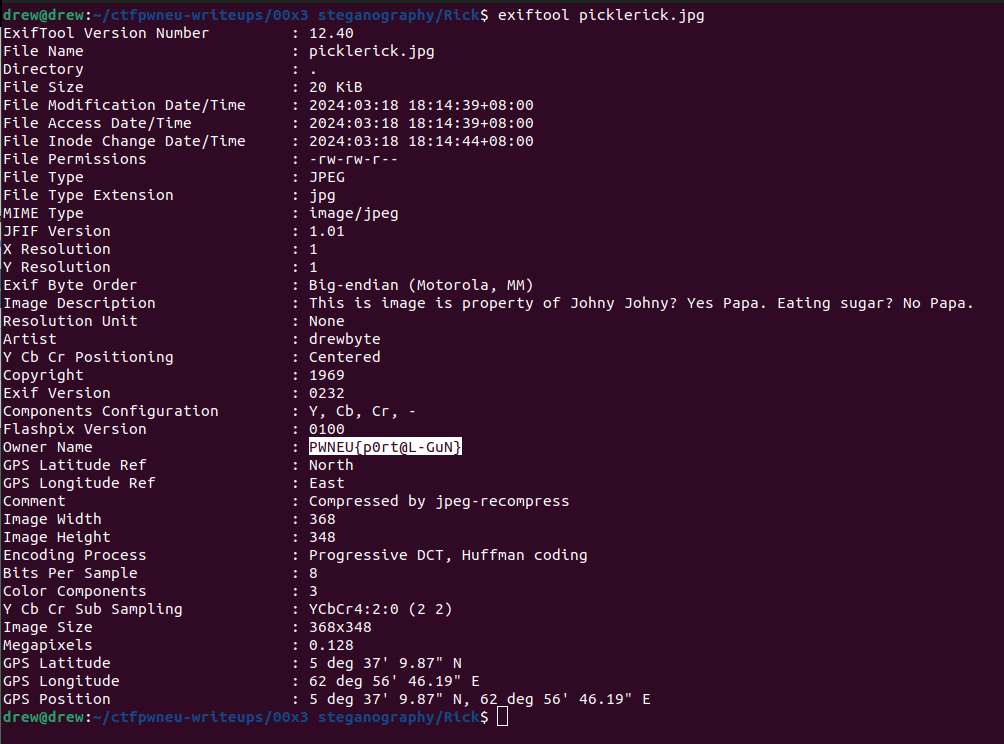 drew@drew:~/ctfpwneu-writeups/00x3 steganography/Rick$ exiftool picklerick.jpg
ExifTool Version Number : 12.40
File Name : picklerick.jpg
Directory : .
File Size : 20 KiB
File Modification Date/Time : 2024:03:18 18:14:39+08:00
File Access Date/Time : 2024:03:18 18:14:39+08:00
File Inode Change Date/Time : 2024:03:18 18:14:44+08:00
File Permissions : -rw-rw-r--
File Type : JPEG
File Type Extension : jpg
MIME Type : image/jpeg
JFIF Version : 1.01
X Resolution : 1
Y Resolution : 1
Exif Byte Order : Big-endian (Motorola, MM)
Image Description : This is image is property of Johny Johny? Yes Papa. Eating sugar? No Papa.
Resolution Unit : None
Artist : drewbyte
Y Cb Cr Positioning : Centered
Copyright : 1969
Exif Version : 0232
Components Configuration : Y, Cb, Cr, -
Flashpix Version : 0100
Owner Name : PWNEU{p0rt@L-GuN}
GPS Latitude Ref : North
GPS Longitude Ref : East
Comment : Compressed by jpeg-recompress
Image Width : 368
Image Height : 348
Encoding Process : Progressive DCT, Huffman coding
Bits Per Sample : 8
Color Components : 3
Y Cb Cr Sub Sampling : YCbCr4:2:0 (2 2)
Image Size : 368x348
Megapixels : 0.128
GPS Latitude : 5 deg 37' 9.87" N
GPS Longitude : 62 deg 56' 46.19" E
GPS Position : 5 deg 37' 9.87" N, 62 deg 56' 46.19" E
drew@drew:~/ctfpwneu-writeups/00x3 steganography/Rick$